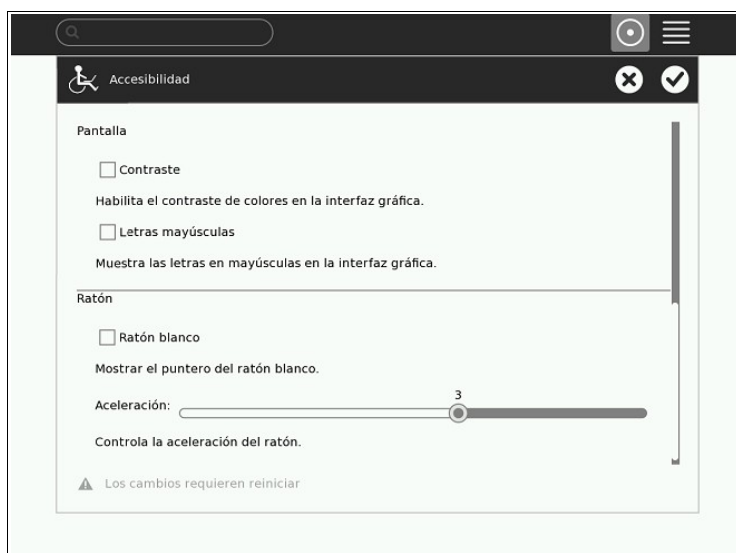 Accesibilidad
Pantalla
Contraste
Habilita el contraste de colores en la interfaz gráfica.
Letras mayúsculas
Muestra las letras en mayúsculas en la interfaz gráfica.
Ratón
Ratón blanco
Mostrar el puntero del ratón blanco.
3
Aceleración:
Controla la aceleración del ratón.
Los cambios requieren reiniciar